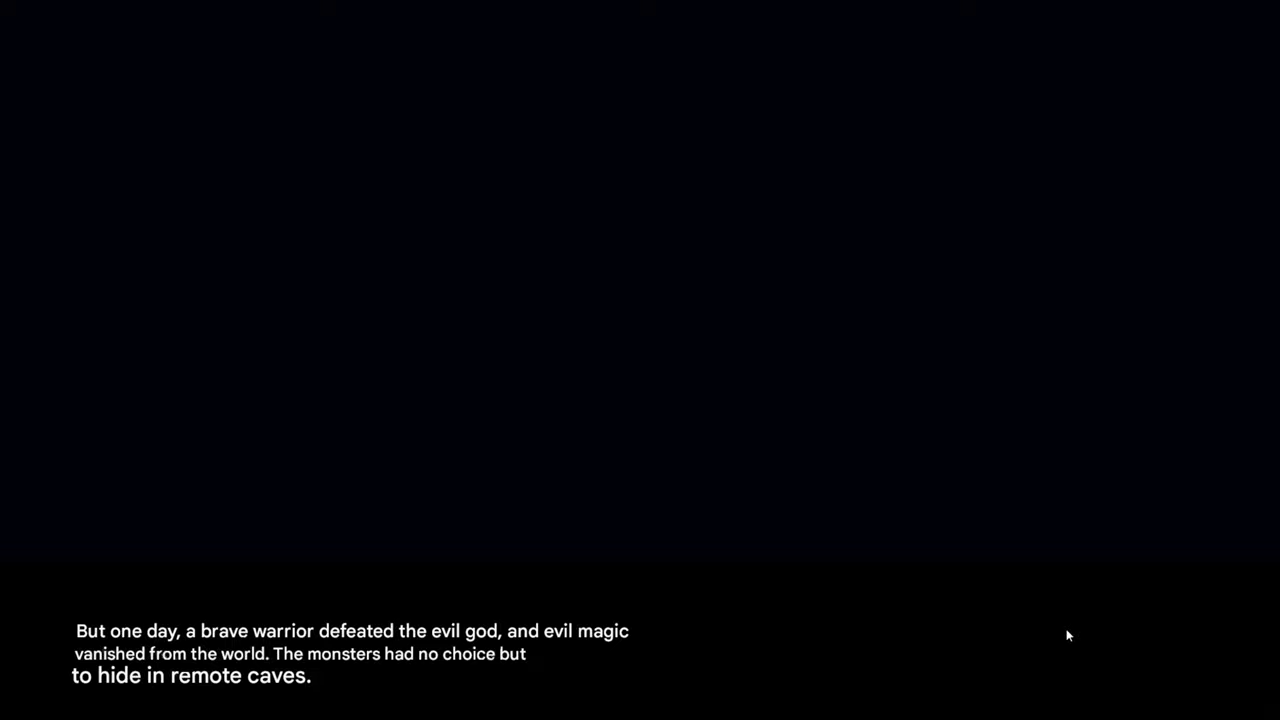 But one day, a brave warrior defeated the evil god, and evil magic
vanished from the world. The monsters had no choice but
to hide in remote caves.